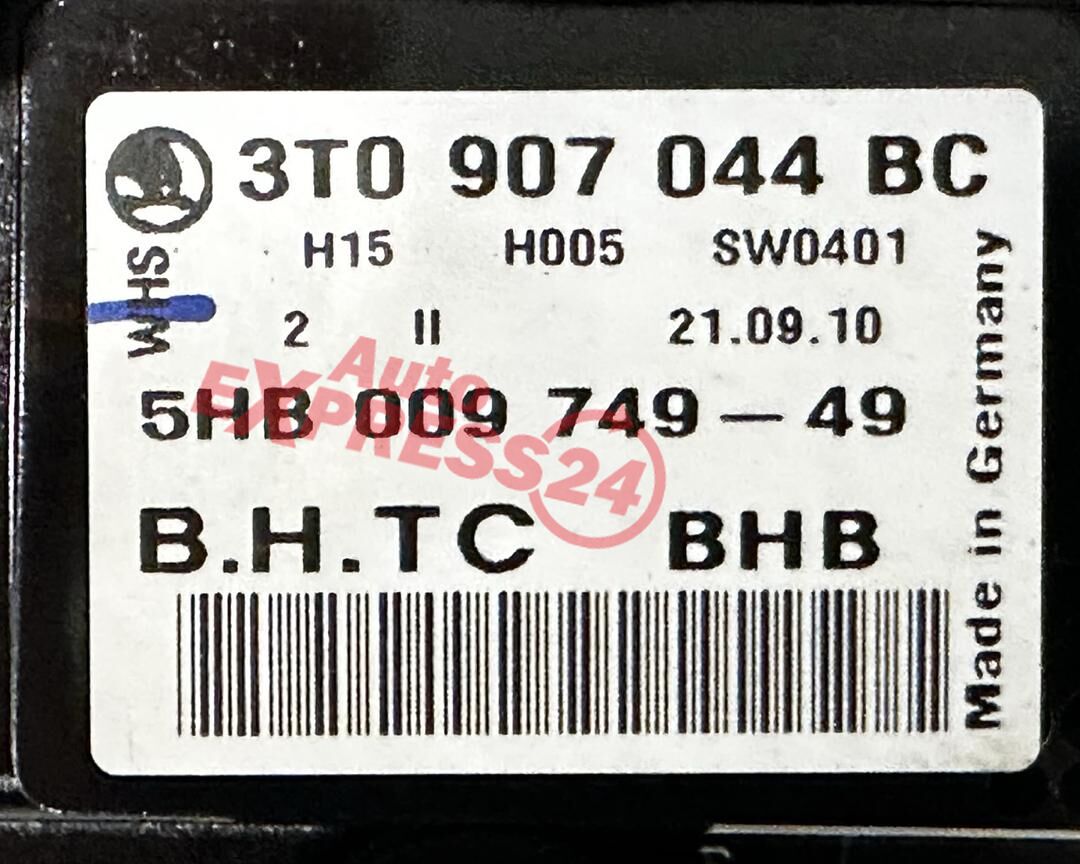 3T0 907 044 BC
H15 H005 SW0401
WHS
2 II 21.09.10
5HB 009 749 – 49
Auto
EXPRESS24
B.H.TC BHB
Made in Germany